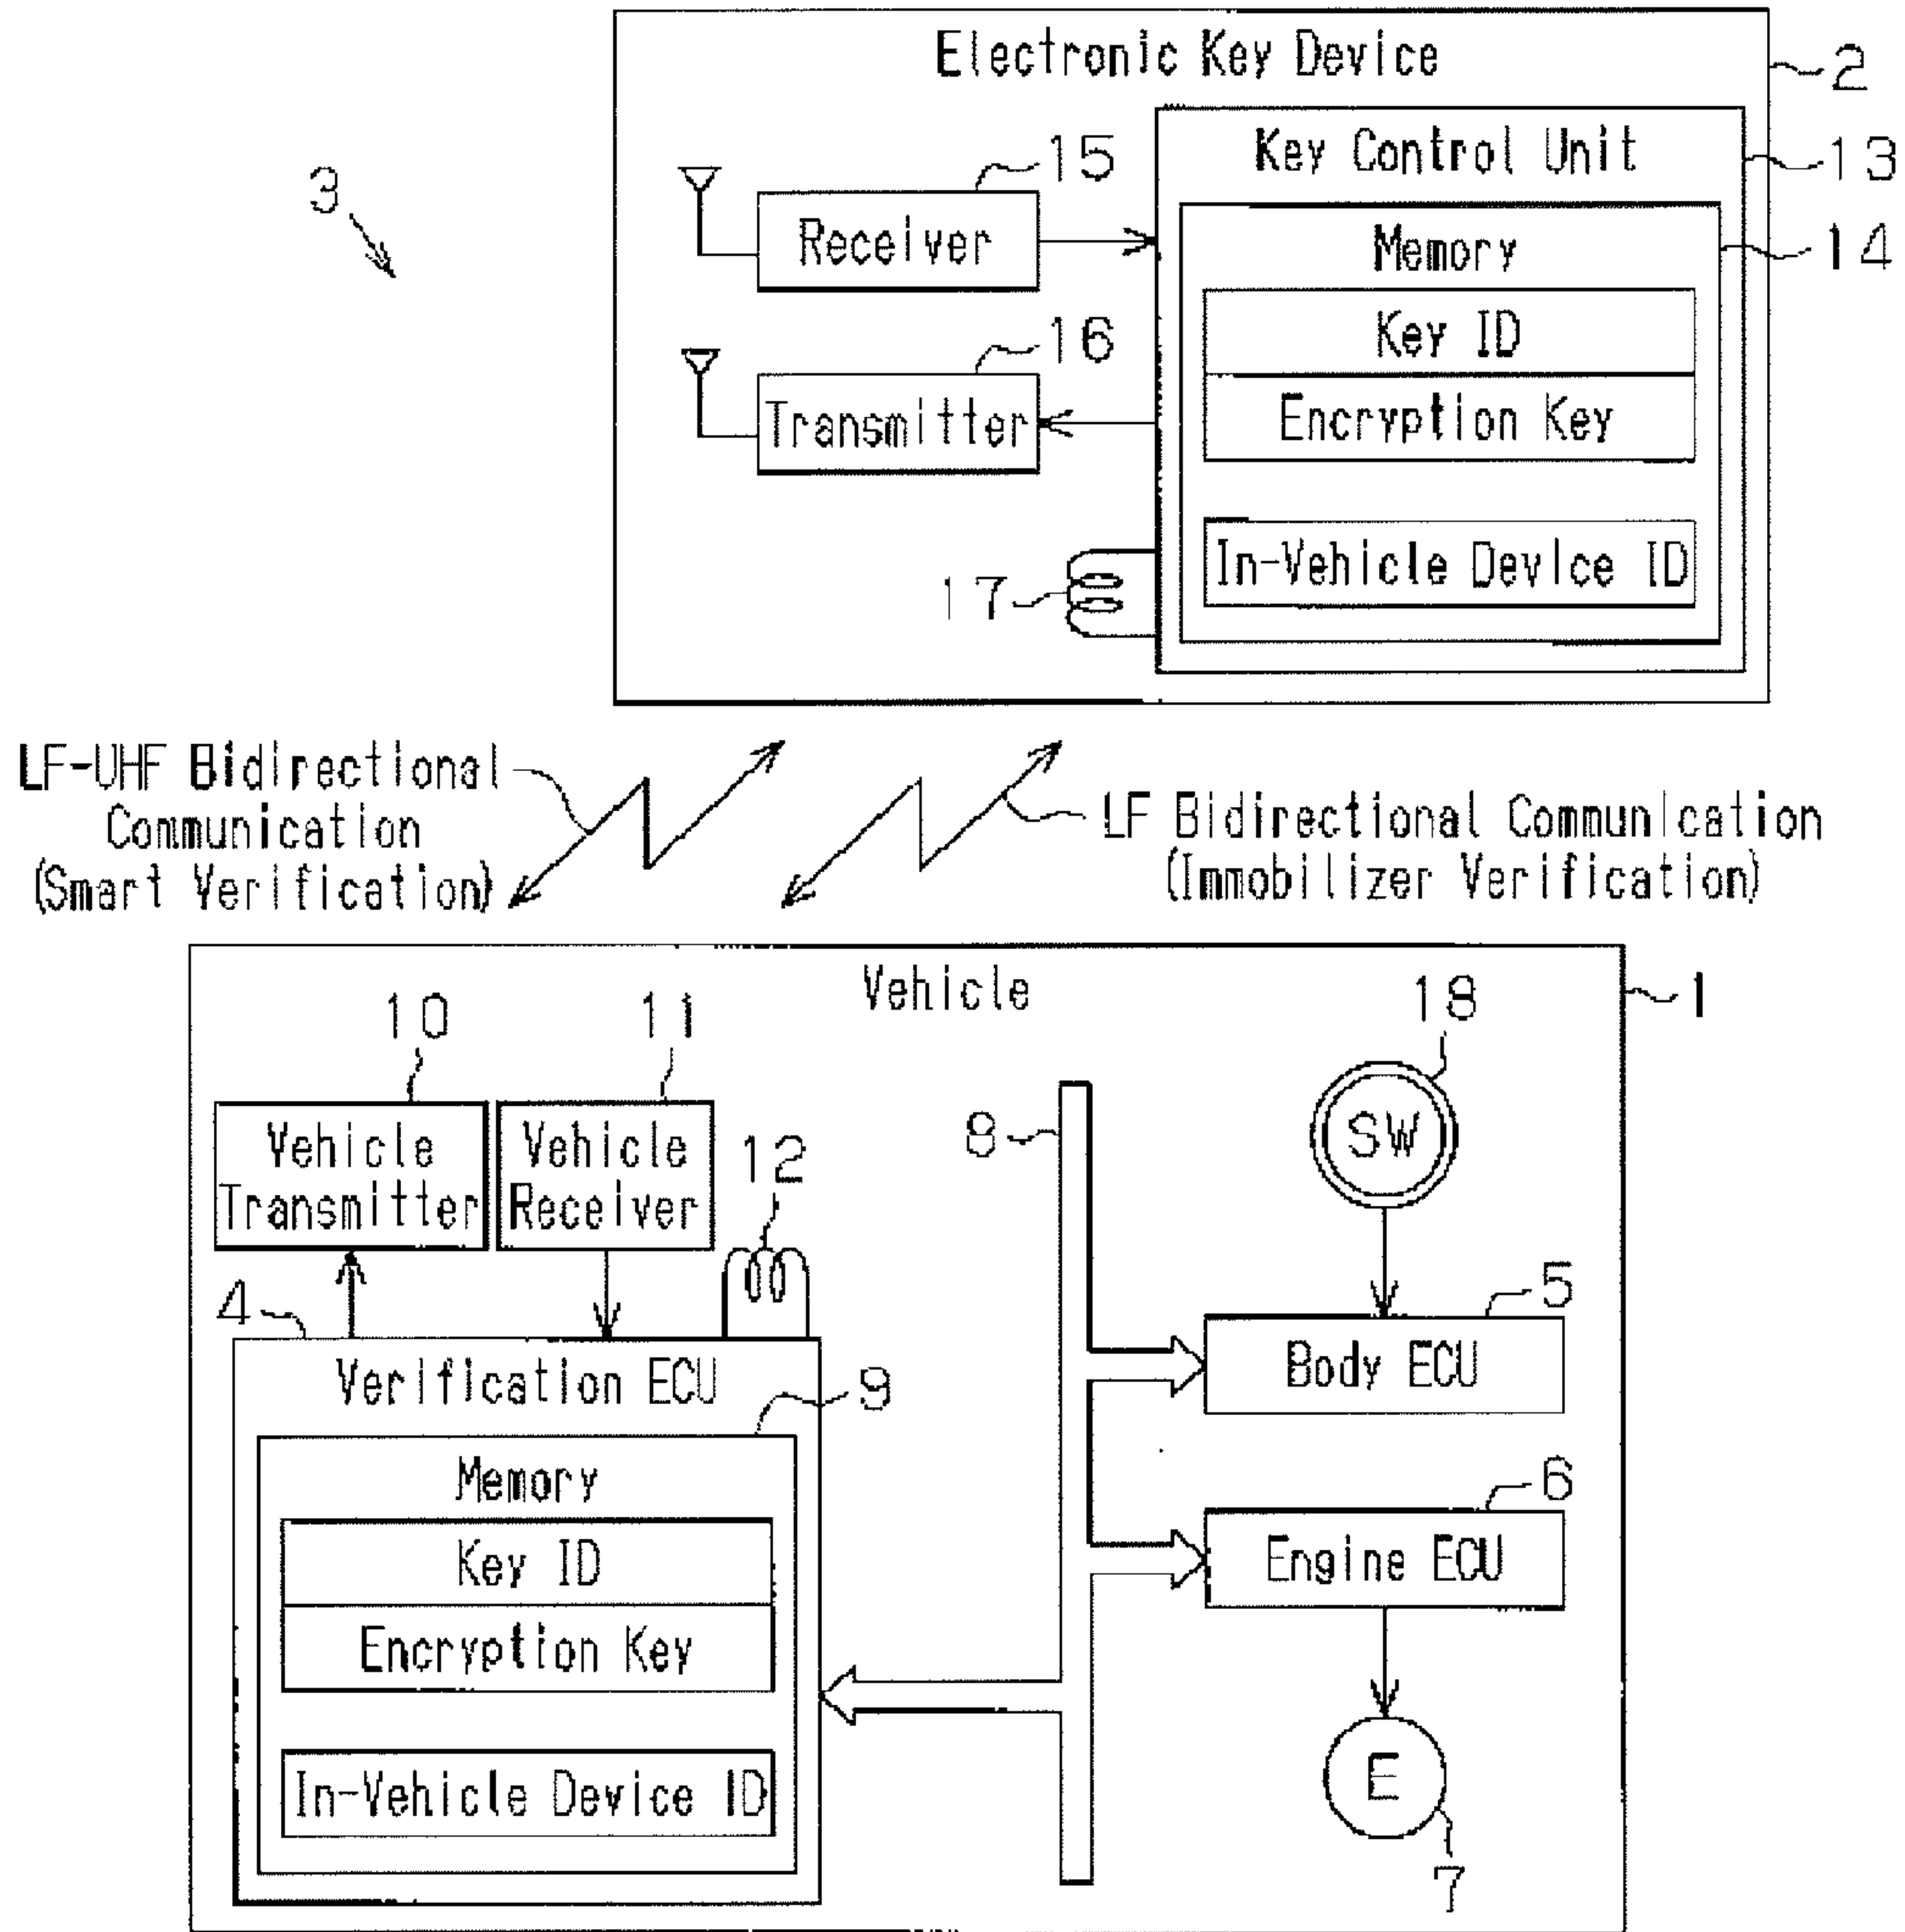 Electronic Key Device
2
3
15
Key Control Unit
13
Receiver
Memory
14
Key ID
16
Transmitter
Encryption Key
In-Vehicle Device ID
17
LF-UHF Bidirectional
Communication
(Smart Verification)
LF Bidirectional Communication
(Immobilizer Verification)
Vehicle
1
10
11
18
Vehicle
Transmitter
Vehicle
Receiver
12
8
SW
4
5
Verification ECU
Body ECU
9
Memory
6
Key ID
Engine ECU
Encryption Key
In-Vehicle Device ID
E
7